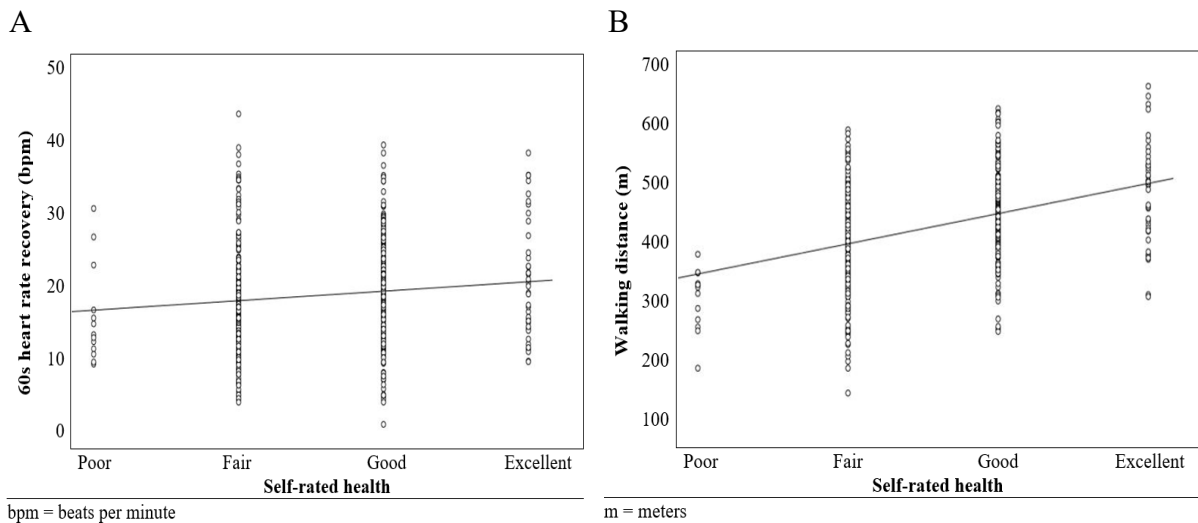 A
60s heart rate recovery (bpm)
50
40
30
20
10
0
Poor Fair Good Excellent
Self-rated health
bpm = beats per minute
B
Walking distance (m)
700
600
500
400
300
200
100
Poor Fair Good Excellent
Self-rated health
m = meters